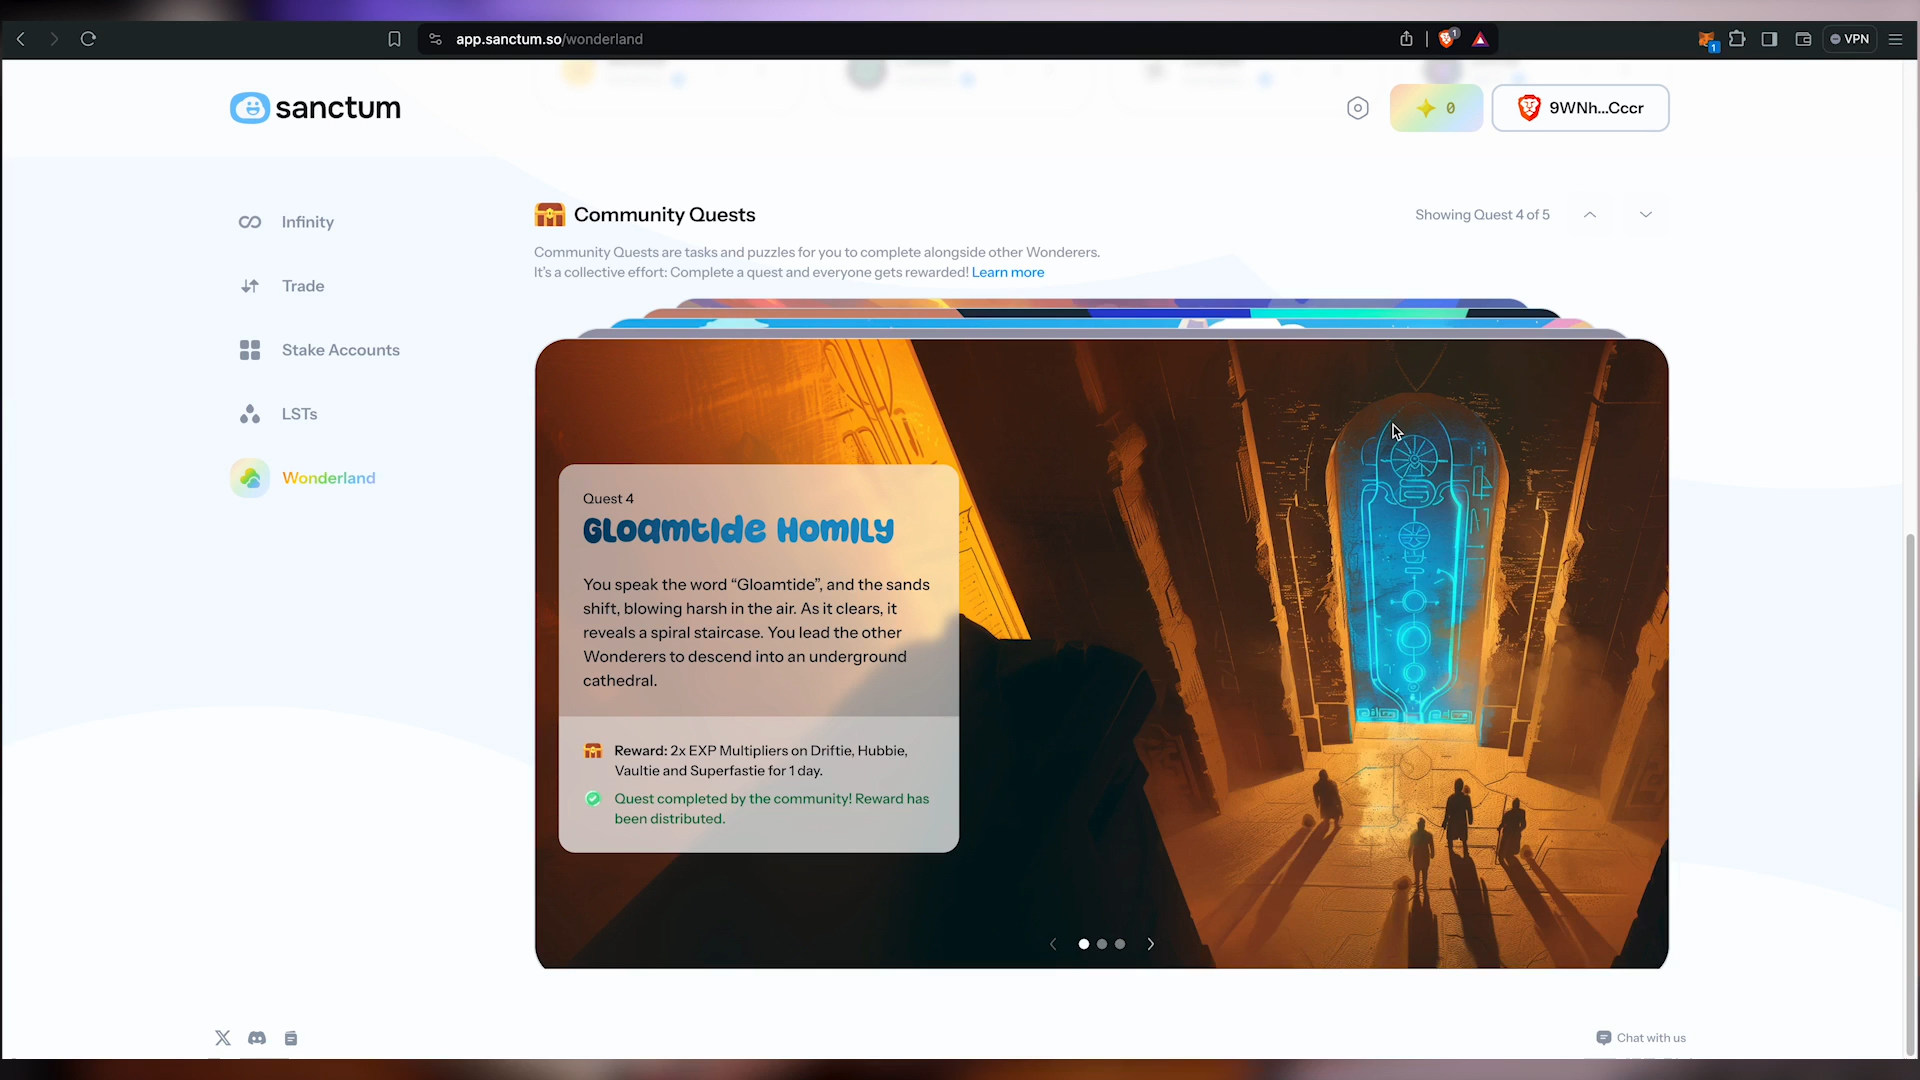 app.sanctum.so/wonderland
1
1
VPN
sanctum
0
9WNh...Cccr
Infinity
Trade
Stake Accounts
LSTs
Wonderland
Community Quests
Showing Quest 4 of 5
Community Quests are tasks and puzzles for you to complete alongside other Wonderers.
It's a collective effort: Complete a quest and everyone gets rewarded! Learn more
Quest 4
Gloamtide Homily
You speak the word “Gloamtide”, and the sands
shift, blowing harsh in the air. As it clears, it
reveals a spiral staircase. You lead the other
Wonderers to descend into an underground
cathedral.
Reward: 2x EXP Multipliers on Driftie, Hubbie,
Vaultie and Superfastie for 1 day.
Quest completed by the community! Reward has
been distributed.
Chat with us